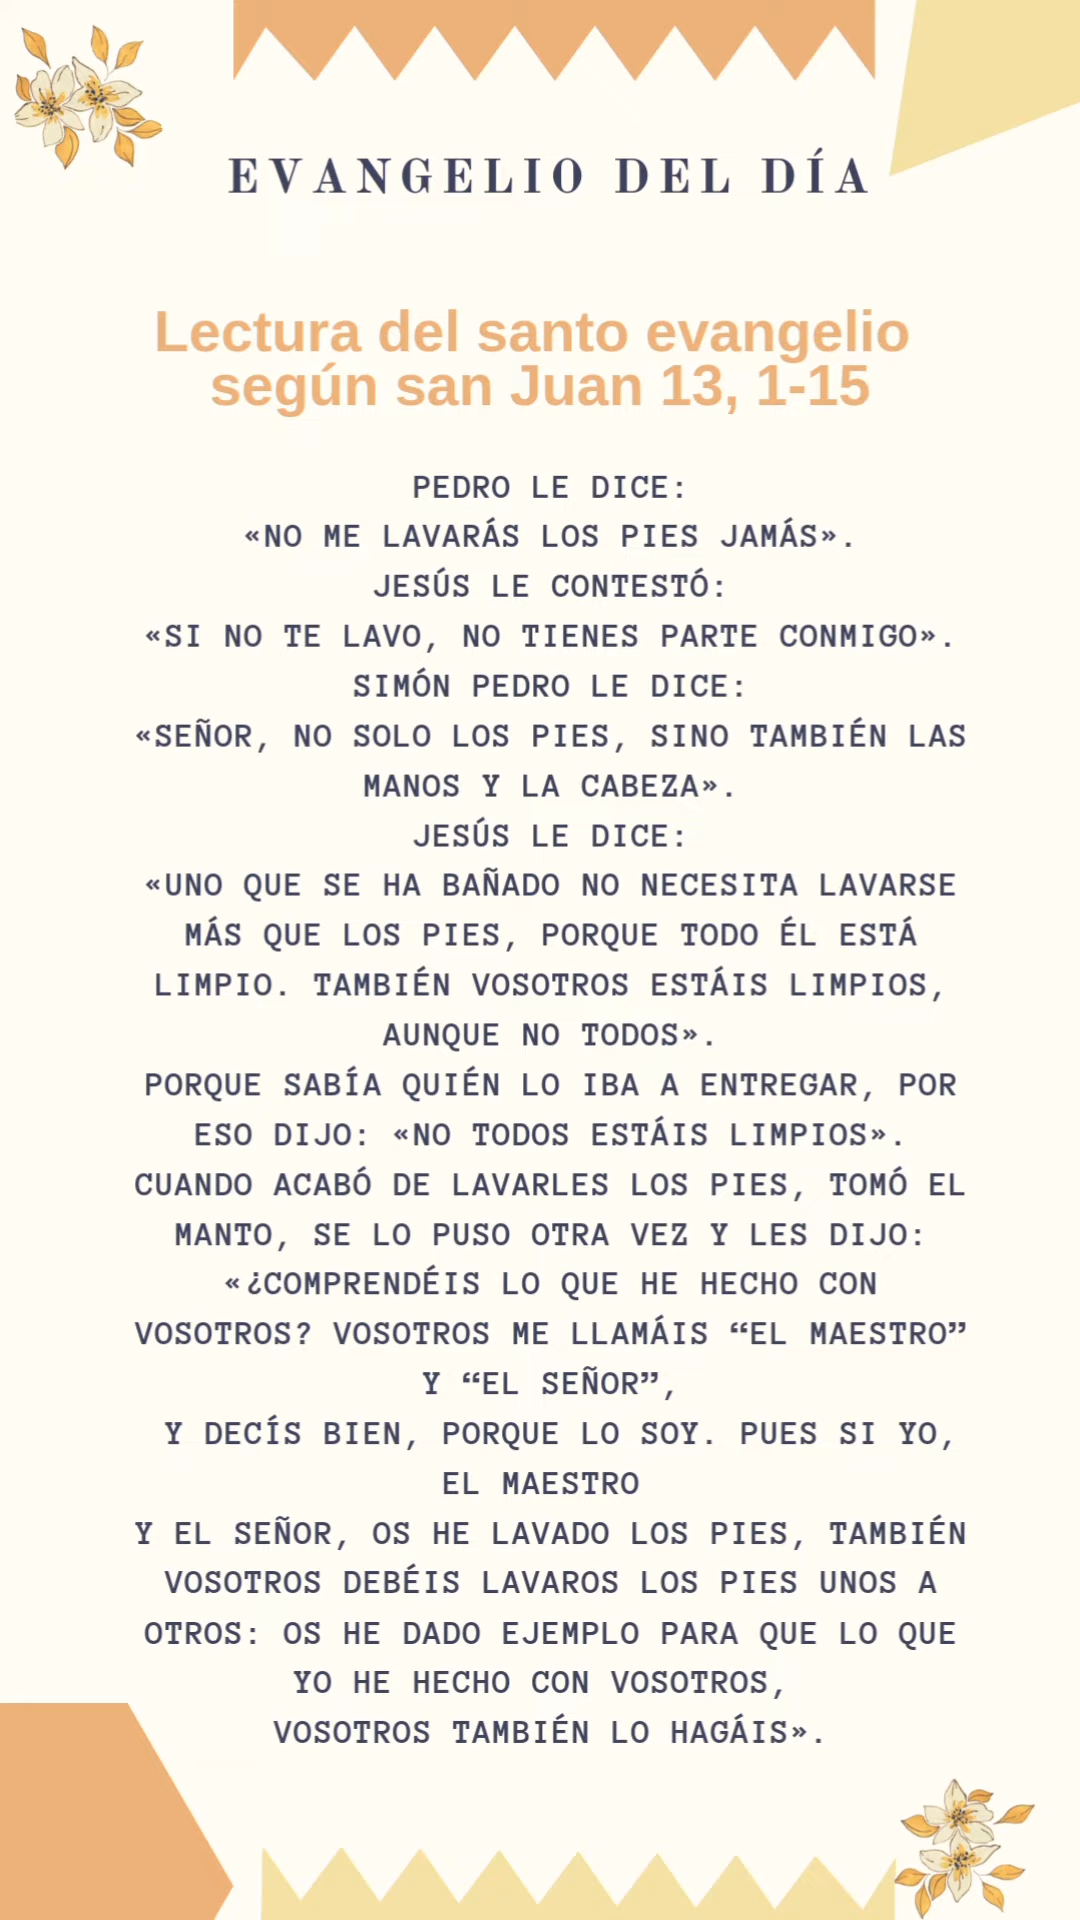 EVANGELIO DEL DÍA
Lectura del santo evangelio
según san Juan 13, 1-15
PEDRO LE DICE:
«NO ME LAVARÁS LOS PIES JAMÁS».
JESÚS LE CONTESTÓ:
«SI NO TE LAVO, NO TIENES PARTE CONMIGO».
SIMÓN PEDRO LE DICE:
«SEÑOR, NO SOLO LOS PIES, SINO TAMBIÉN LAS
MANOS Y LA CABEZA».
JESÚS LE DICE:
«UNO QUE SE HA BAÑADO NO NECESITA LAVARSE
MÁS QUE LOS PIES, PORQUE TODO ÉL ESTÁ
LIMPIO. TAMBIÉN VOSOTROS ESTÁIS LIMPIOS,
AUNQUE NO TODOS».
PORQUE SABÍA QUIÉN LO IBA A ENTREGAR, POR
ESO DIJO: «NO TODOS ESTÁIS LIMPIOS».
CUANDO ACABÓ DE LAVARLES LOS PIES, TOMÓ EL
MANTO, SE LO PUSO OTRA VEZ Y LES DIJO:
«¿COMPRENDÉIS LO QUE HE HECHO CON
VOSOTROS? VOSOTROS ME LLAMÁIS “EL MAESTRO”
Y “EL SEÑOR”,
Y DECÍS BIEN, PORQUE LO SOY. PUES SI YO,
EL MAESTRO
Y EL SEÑOR, OS HE LAVADO LOS PIES, TAMBIÉN
VOSOTROS DEBÉIS LAVAROS LOS PIES UNOS A
OTROS: OS HE DADO EJEMPLO PARA QUE LO QUE
YO HE HECHO CON VOSOTROS,
VOSOTROS TAMBIÉN LO HAGÁIS».